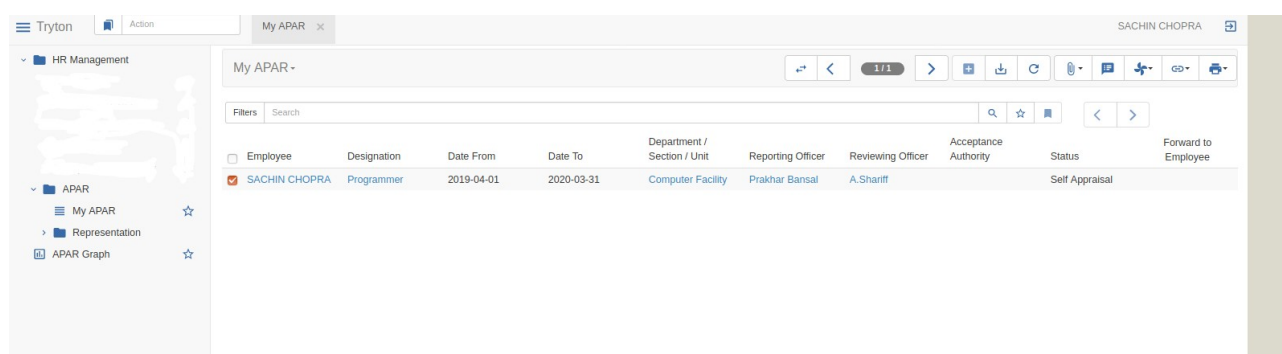 Tryton Action My APAR × SACHIN CHOPRA
HR Management
My APAR
1 / 1
Filters Search
Employee Designation Date From Date To Department / Section / Unit Reporting Officer Reviewing Officer Acceptance Authority Status Forward to Employee
SACHIN CHOPRA Programmer 2019-04-01 2020-03-31 Computer Facility Prakhar Bansal A.Shariff Self Appraisal
APAR
My APAR
Representation
APAR Graph